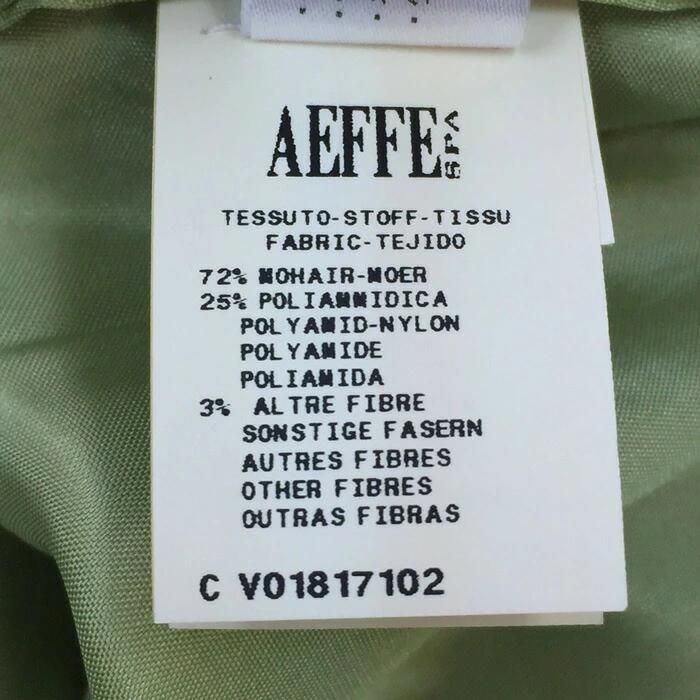 AEFFE SPA
TESSUTO-STOFF-TISSU
FABRIC-TEJIDO
72% MOHAIR-MOER
25% POLIAMMIDICA
POLYAMID-NYLON
POLYAMIDE
POLIAMIDA
3% ALTRE FIBRE
SONSTIGE FASERN
AUTRES FIBRES
OTHER FIBRES
OUTRAS FIBRAS
C V01817102